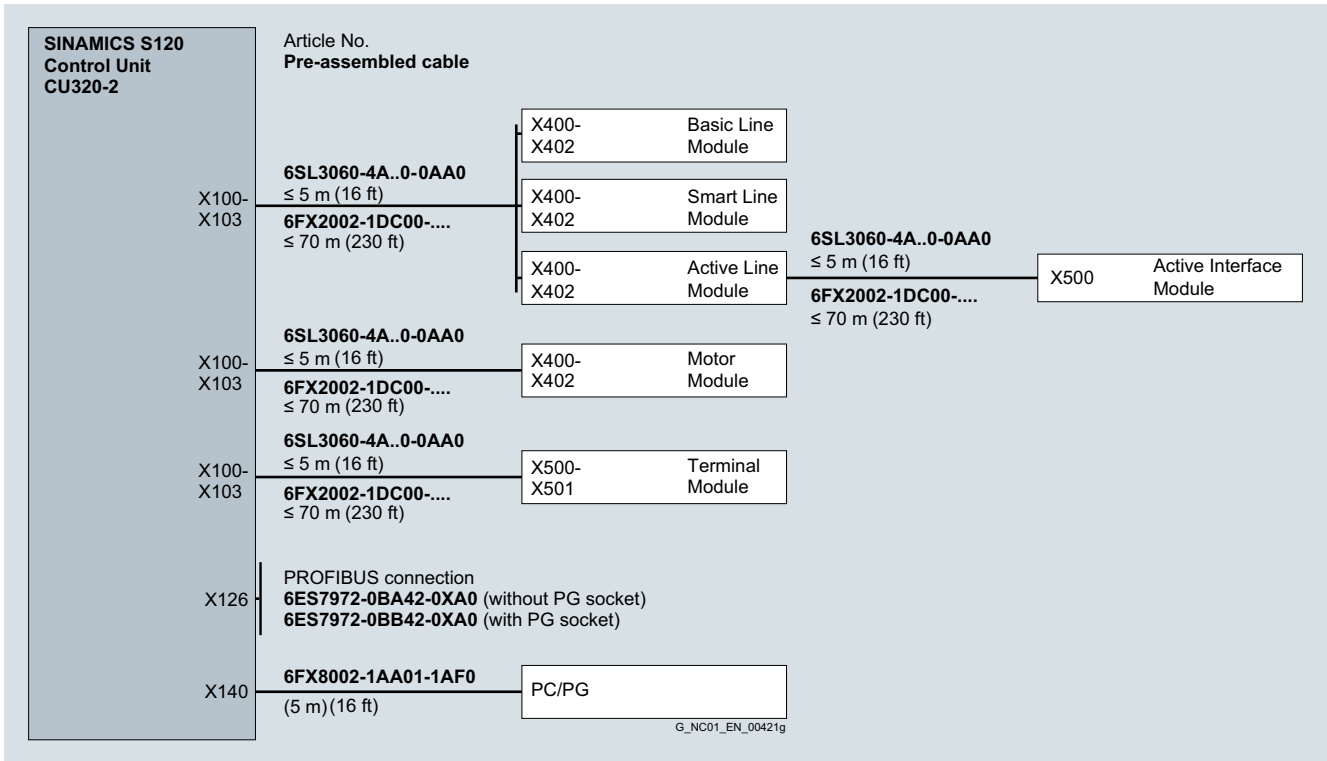 SINAMICS S120
Control Unit
CU320-2
Article No.
Pre-assembled cable
X100-
X103
6SL3060-4A..0-0AA0
≤ 5 m (16 ft)
6FX2002-1DC00-....
≤ 70 m (230 ft)
X400- Basic Line
X402 Module
X400- Smart Line
X402 Module
X400- Active Line
X402 Module
6SL3060-4A..0-0AA0
≤ 5 m (16 ft)
6FX2002-1DC00-....
≤ 70 m (230 ft)
X500 Active Interface
Module
X100-
X103
6SL3060-4A..0-0AA0
≤ 5 m (16 ft)
6FX2002-1DC00-....
≤ 70 m (230 ft)
X400- Motor
X402 Module
X100-
X103
6SL3060-4A..0-0AA0
≤ 5 m (16 ft)
6FX2002-1DC00-....
≤ 70 m (230 ft)
X500- Terminal
X501 Module
X126
PROFIBUS connection
6ES7972-0BA42-0XA0 (without PG socket)
6ES7972-0BB42-0XA0 (with PG socket)
X140
6FX8002-1AA01-1AF0
(5 m)(16 ft)
PC/PG
G_NC01_EN_00421g